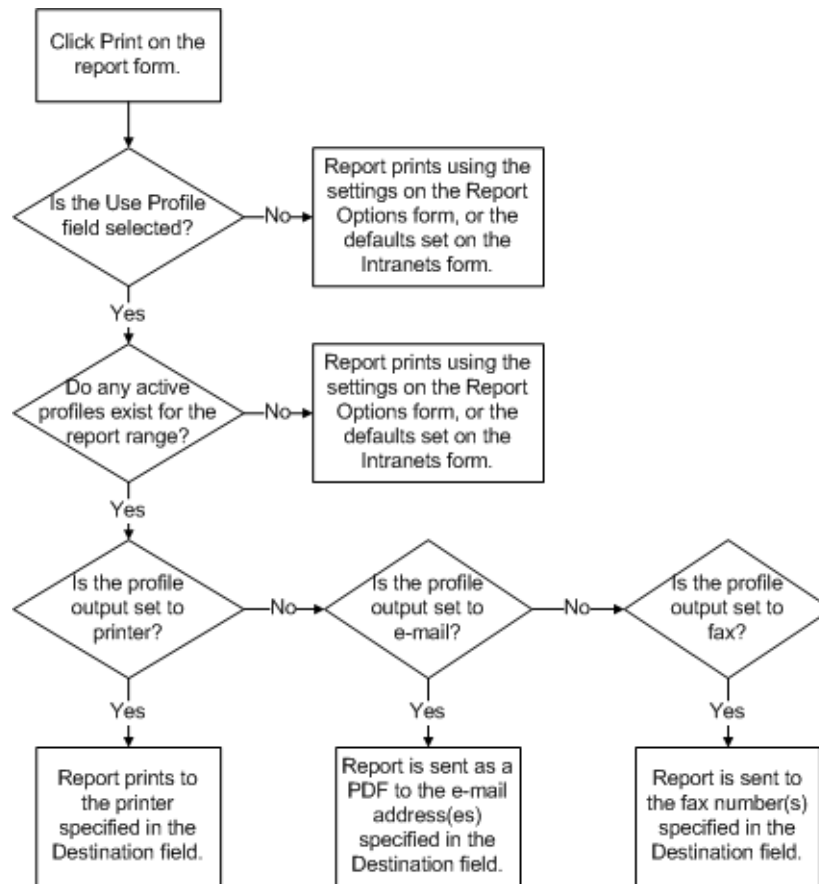 Click Print on the
report form.
Is the Use Profile
field selected?
No
Report prints using the
settings on the Report
Options form, or the
defaults set on the
Intranets form.
Yes
Do any active
profiles exist for the
report range?
No
Report prints using the
settings on the Report
Options form, or the
defaults set on the
Intranets form.
Yes
Is the profile
output set to
printer?
No
Is the profile
output set to
e-mail?
No
Is the profile
output set to
fax?
Yes
Yes
Yes
Report prints to
the printer
specified in the
Destination field.
Report is sent as a
PDF to the e-mail
address(es)
specified in the
Destination field.
Report is sent to
the fax number(s)
specified in the
Destination field.